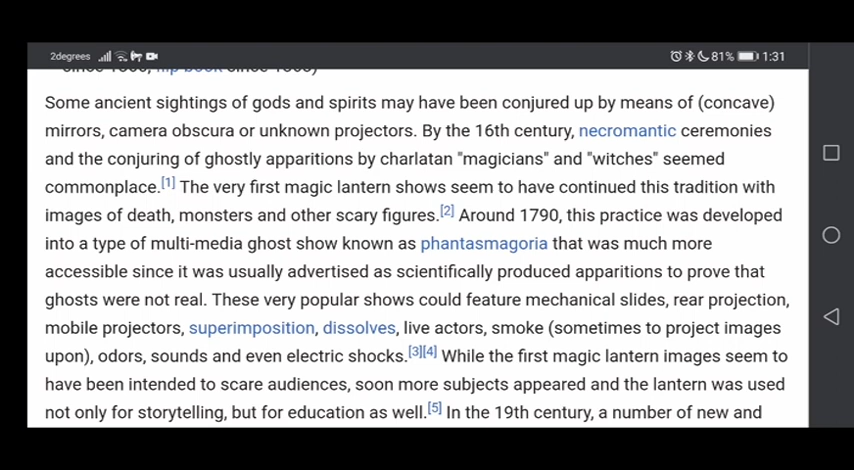 2degrees 81% 1:31
Some ancient sightings of gods and spirits may have been conjured up by means of (concave)
mirrors, camera obscura or unknown projectors. By the 16th century, necromantic ceremonies
and the conjuring of ghostly apparitions by charlatan "magicians" and "witches" seemed
commonplace.[1] The very first magic lantern shows seem to have continued this tradition with
images of death, monsters and other scary figures.[2] Around 1790, this practice was developed
into a type of multi-media ghost show known as phantasmagoria that was much more
accessible since it was usually advertised as scientifically produced apparitions to prove that
ghosts were not real. These very popular shows could feature mechanical slides, rear projection,
mobile projectors, superimposition, dissolves, live actors, smoke (sometimes to project images
upon), odors, sounds and even electric shocks.[3][4] While the first magic lantern images seem to
have been intended to scare audiences, soon more subjects appeared and the lantern was used
not only for storytelling, but for education as well.[5] In the 19th century, a number of new and